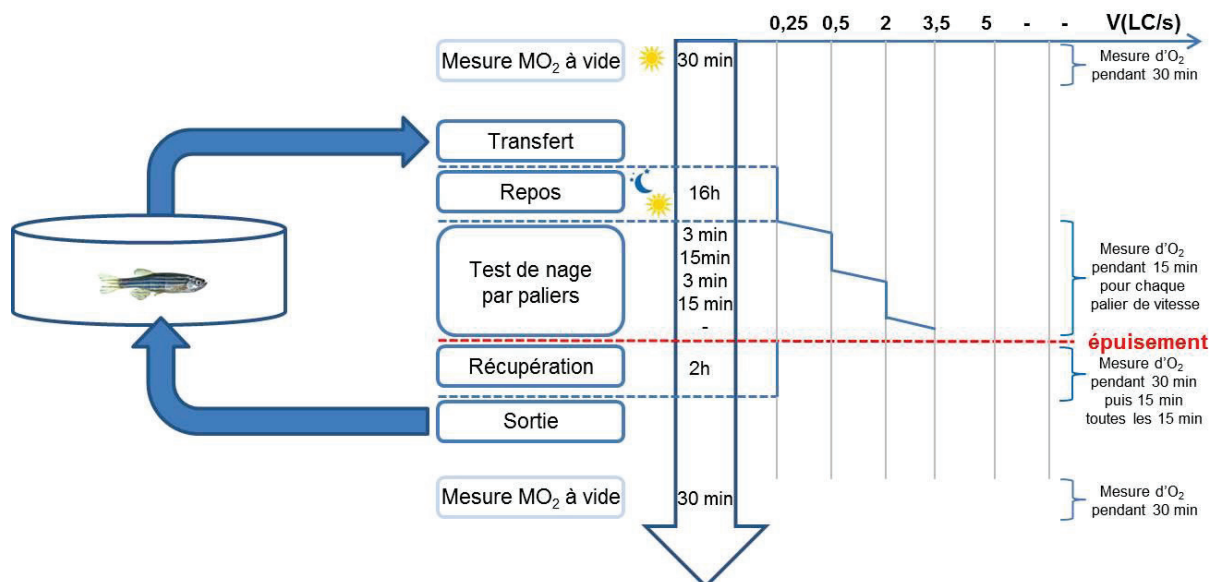 0,25 0,5 2 3,5 5 - - V(LC/s)
Mesure MO₂ à vide
30 min
Mesure d'O₂
pendant 30 min
Transfert
Repos
16h
Test de nage
par paliers
3 min
15min
3 min
15 min
-
Mesure d'O₂
pendant 15 min
pour chaque
palier de vitesse
épuisement
Récupération
2h
Mesure d'O₂
pendant 30 min
puis 15 min
toutes les 15 min
Sortie
Mesure MO₂ à vide
30 min
Mesure d'O₂
pendant 30 min